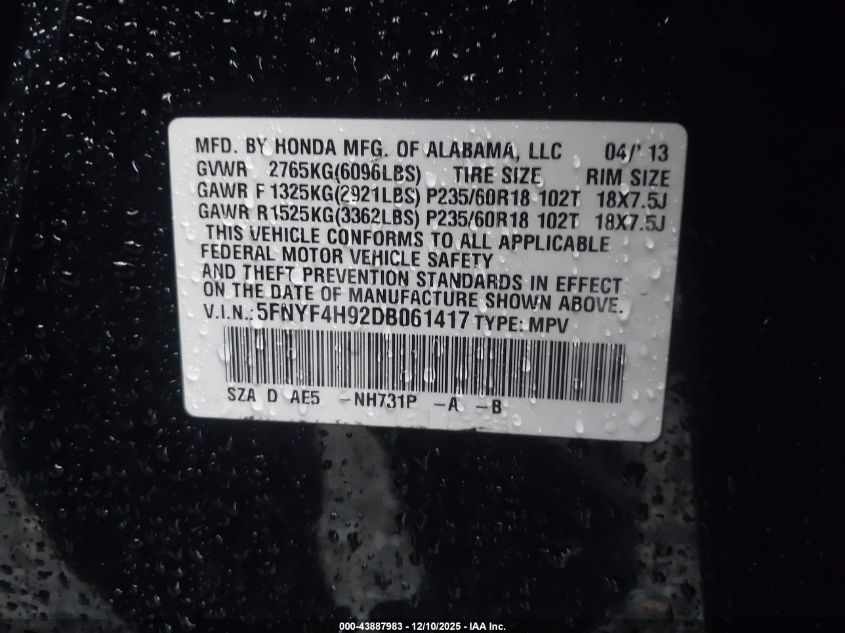 MFD. BY HONDA MFG. OF ALABAMA, LLC 04/' 13
GVWR 2765KG(6096LBS) TIRE SIZE RIM SIZE
GAWR F 1325KG(2921LBS) P235/60R18 102T 18X7.5J
GAWR R1525KG(3362LBS) P235/60R18 102T 18X7.5J
THIS VEHICLE CONFORMS TO ALL APPLICABLE
FEDERAL MOTOR VEHICLE SAFETY
AND THEFT PREVENTION STANDARDS IN EFFECT
ON THE DATE OF MANUFACTURE SHOWN ABOVE.
V.I.N.: 5FNYF4H92DB061417 TYPE: MPV
SZA D AE5 -NH731P -A -B
000-43887983 - 12/10/2025 - IAA Inc.